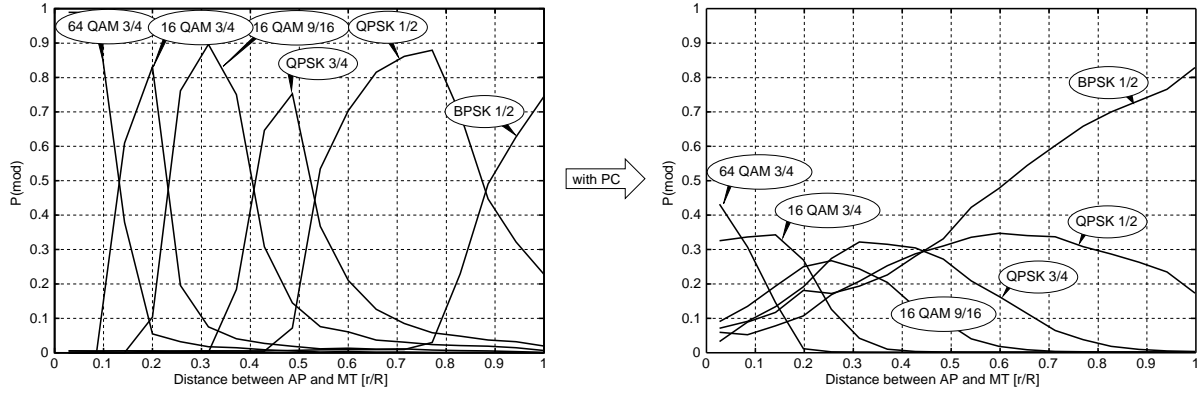 64 QAM 3/4
16 QAM 3/4
16 QAM 9/16
QPSK 1/2
QPSK 3/4
BPSK 1/2
P(mod)
1
0.9
0.8
0.7
0.6
0.5
0.4
0.3
0.2
0.1
0
0 0.1 0.2 0.3 0.4 0.5 0.6 0.7 0.8 0.9 1
Distance between AP and MT [r/R]
with PC
BPSK 1/2
64 QAM 3/4
16 QAM 3/4
QPSK 1/2
QPSK 3/4
16 QAM 9/16
P(mod)
1
0.9
0.8
0.7
0.6
0.5
0.4
0.3
0.2
0.1
0
0 0.1 0.2 0.3 0.4 0.5 0.6 0.7 0.8 0.9 1
Distance between AP and MT [r/R]